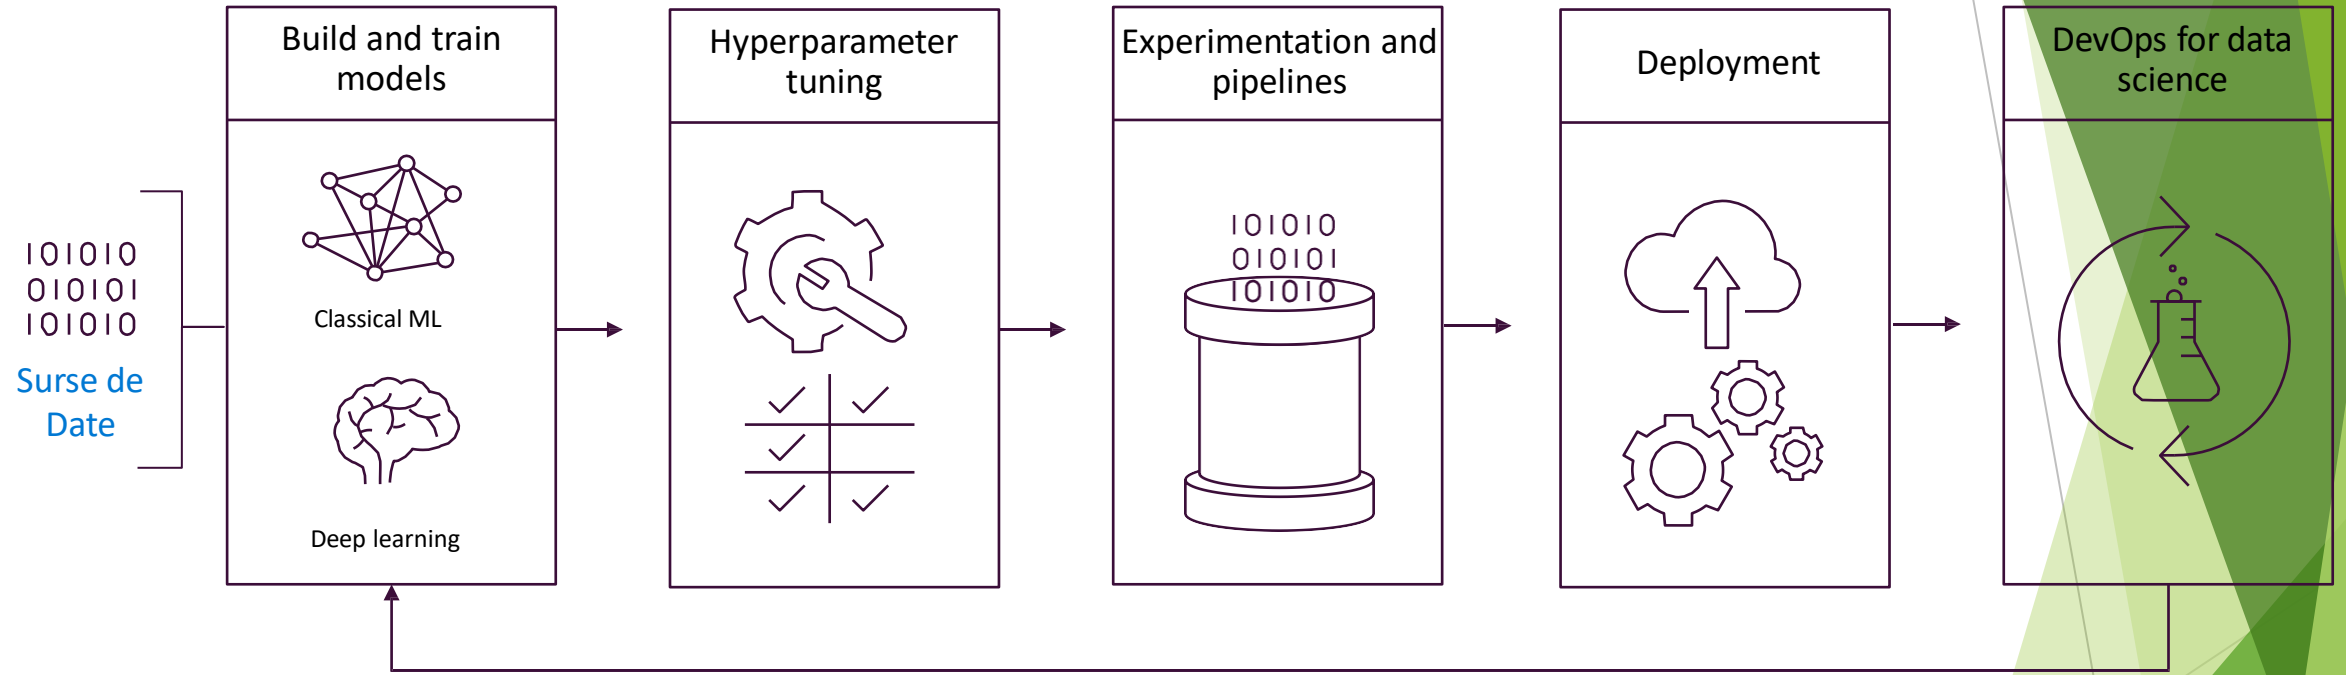 101010
010101
101010
Surse de
Date
Build and train
models
Classical ML
Deep learning
Hyperparameter
tuning
Experimentation and
pipelines
101010
010101
101010
Deployment
DevOps for data
science